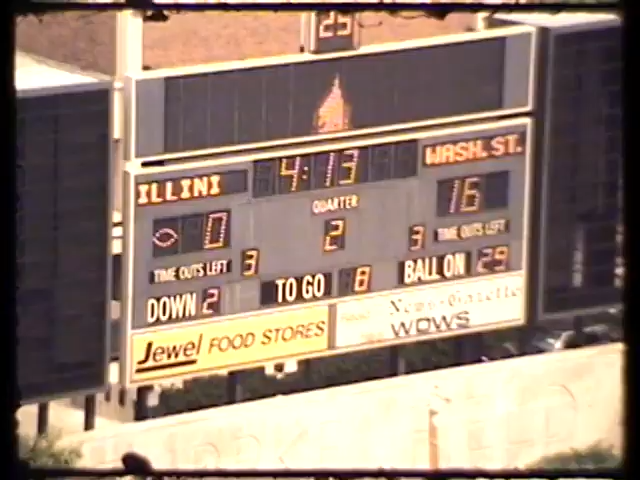 25
4:13
WASH. ST.
ILLINI
QUARTER
16
0
2
3 TIME OUTS LEFT
TIME OUTS LEFT 3
BALL ON 29
TO GO 8
DOWN 2
News-Gazette
WDWS
Jewel FOOD STORES